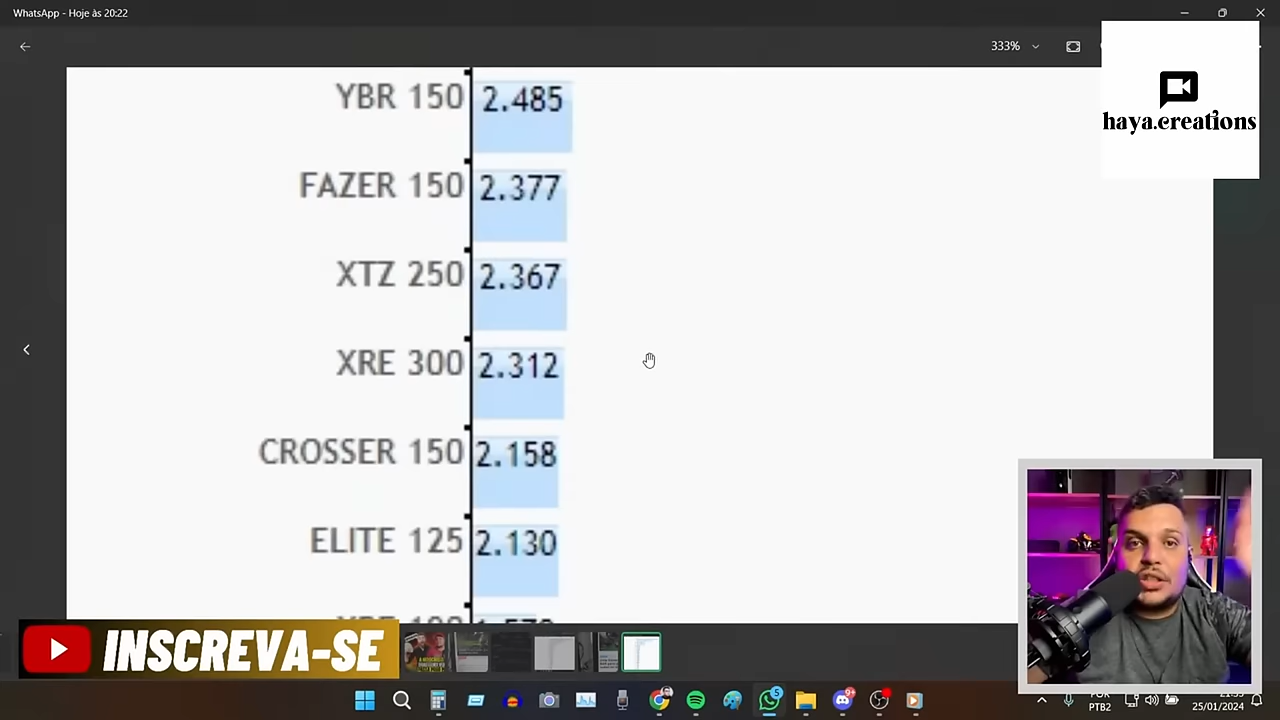 WhatsApp - Hoje às 20:22
333%
haya.creations
YBR 150 2.485
FAZER 150 2.377
XTZ 250 2.367
XRE 300 2.312
CROSSER 150 2.158
ELITE 125 2.130
INSCREVA-SE
5
9+
PTB2
25/01/2024